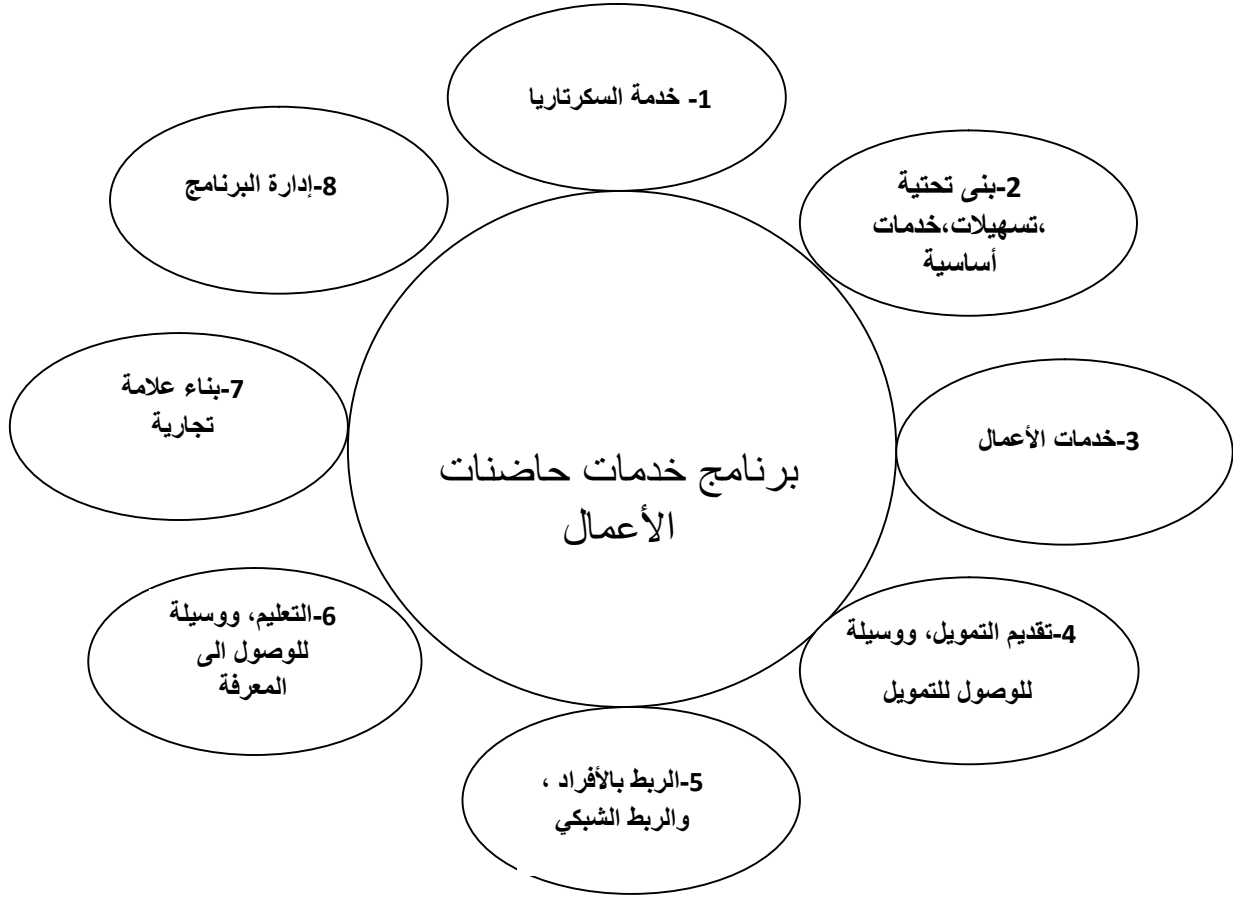 1- خدمة السكرتاريا
2-بنى تحتية
،تسهيلات،خدمات
أساسية
3-خدمات الأعمال
4-تقديم التمويل، ووسيلة
للوصول للتمويل
5-الربط بالأفراد ،
والربط الشبكي
6-التعليم، ووسيلة
للوصول الى
المعرفة
7-بناء علامة
تجارية
8-إدارة البرنامج
برنامج خدمات حاضنات
الأعمال